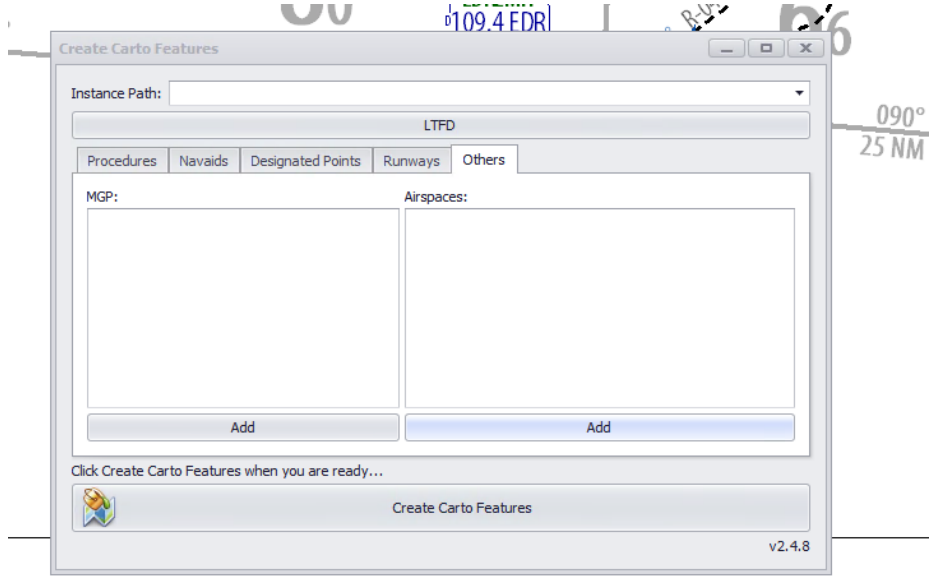 109.4 EDR
Create Carto Features
090°
25 NM
Instance Path:
LTFD
Procedures Navaids Designated Points Runways Others
MGP: Airspaces:
Add Add
Click Create Carto Features when you are ready...
Create Carto Features
v2.4.8